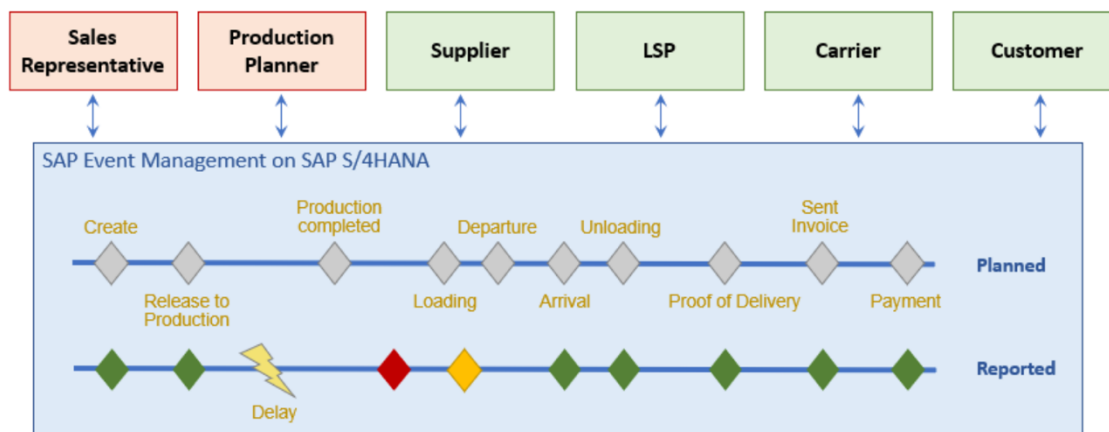 Sales
Representative
Production
Planner
Supplier
LSP
Carrier
Customer
SAP Event Management on SAP S/4HANA
Create
Production
completed
Departure
Unloading
Sent
Invoice
Planned
Release to
Production
Loading
Arrival
Proof of Delivery
Payment
Reported
Delay